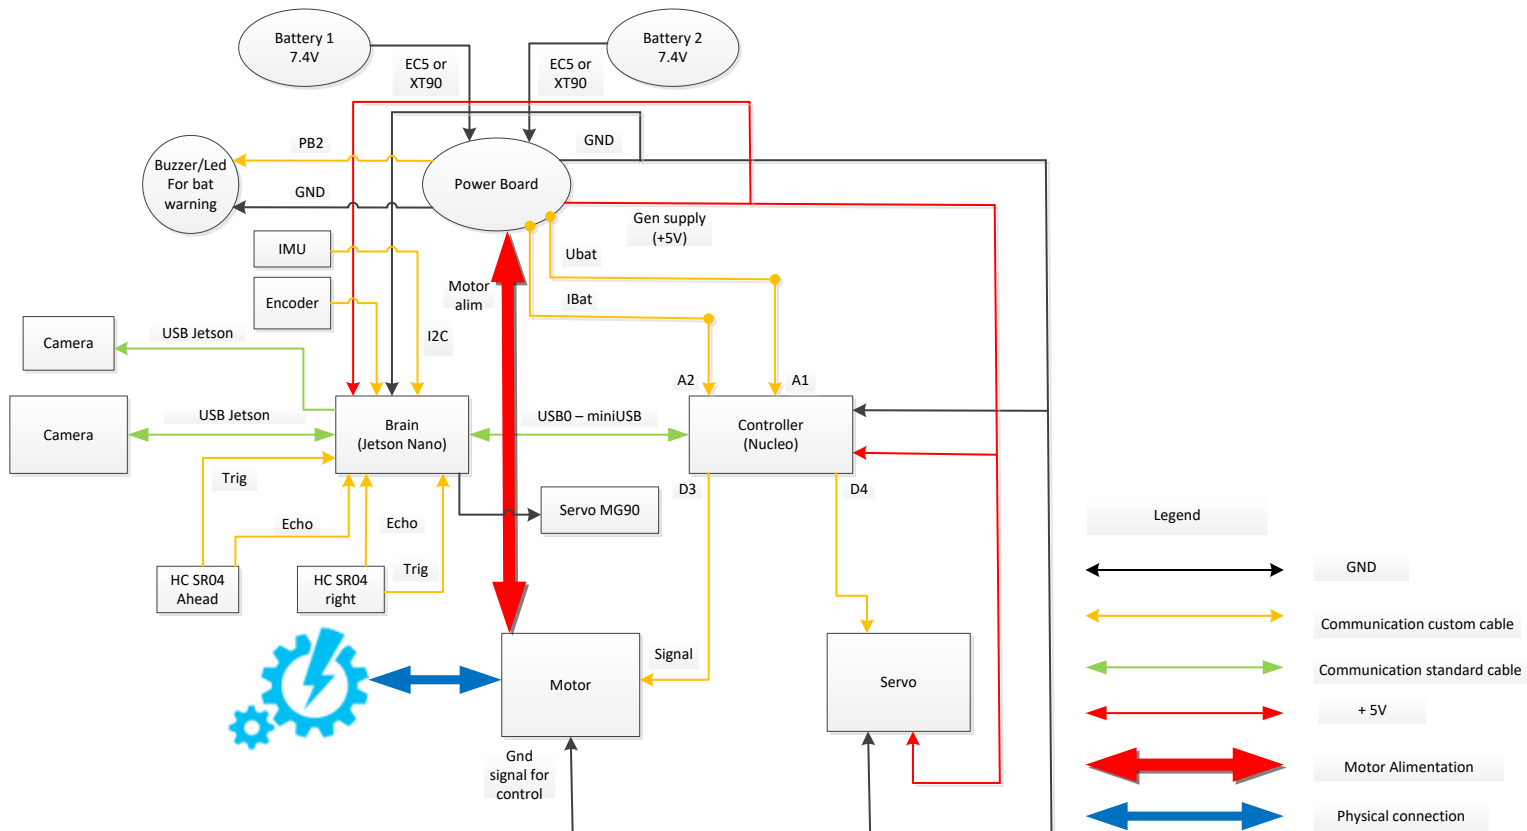 Battery 1
7.4V
Battery 2
7.4V
EC5 or
XT90
EC5 or
XT90
PB2
GND
Buzzer/Led
For bat
warning
GND
Power Board
Gen supply
(+5V)
IMU
Ubat
Encoder
Motor
alim
IBat
Camera
USB Jetson
I2C
A2
A1
Camera
USB Jetson
Brain
(Jetson Nano)
USB0 – miniUSB
Controller
(Nucleo)
Trig
D3
D4
Echo
Echo
Servo MG90
HC SR04
Ahead
HC SR04
right
Trig
Signal
Motor
Servo
Gnd
signal for
control
Legend
GND
Communication custom cable
Communication standard cable
+ 5V
Motor Alimentation
Physical connection